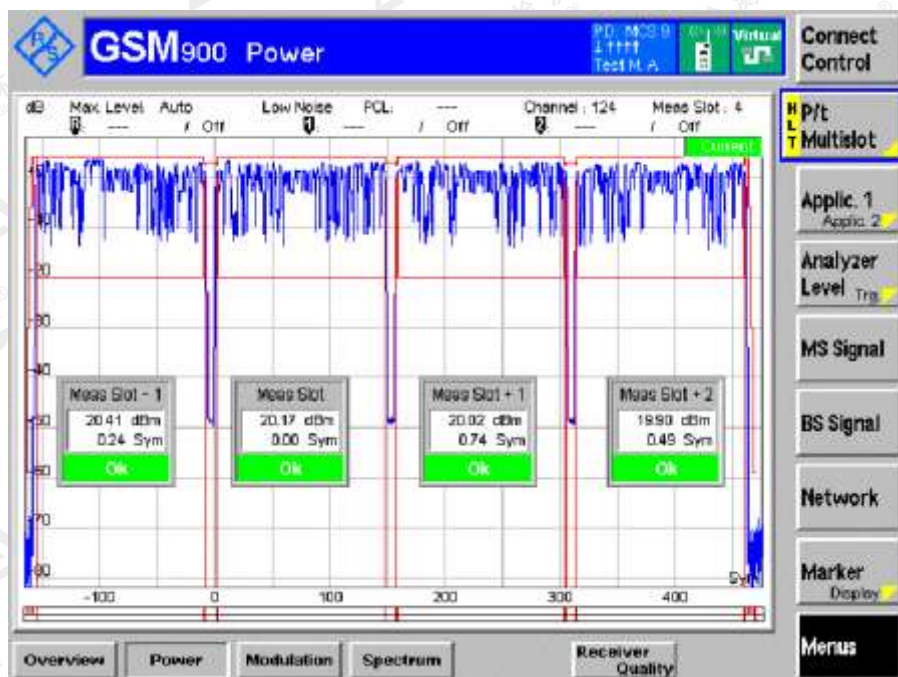 GSM900 Power
PD: MCS 9
Test M. A
Virtual
Connect
Control
dB Max. Level Auto Low Noise PCL: --- Channel : 124 Meas Slot : 4
--- / Off 1 --- / Off 2 --- / Off
Current
P/t
Multislot
H
L
T
Applic. 1
Applic. 2
Analyzer
Level Trig.
MS Signal
BS Signal
Network
Marker
Display
Menus
-20
-30
-40
-50
-60
-70
-80
Meas Slot - 1
20.41 dBm
0.24 Sym
Ok
Meas Slot
20.17 dBm
0.00 Sym
Ok
Meas Slot + 1
20.02 dBm
0.74 Sym
Ok
Meas Slot + 2
19.90 dBm
0.49 Sym
Ok
-100 0 100 200 300 400
Overview Power Modulation Spectrum Receiver
Quality